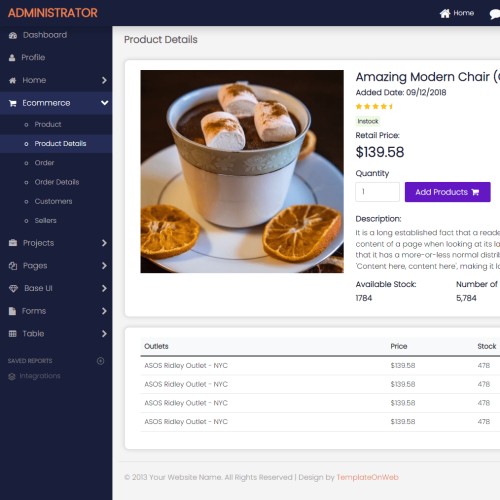 ADMINISTRATOR
Home
Dashboard
Profile
Home
Ecommerce
Product
Product Details
Order
Order Details
Customers
Sellers
Projects
Pages
Base UI
Forms
Table
SAVED REPORTS
Integrations
Product Details
Amazing Modern Chair (
Added Date: 09/12/2018
Instock
Retail Price:
$139.58
Quantity
1
Add Products
Description:
It is a long established fact that a reade
content of a page when looking at its la
that it has a more-or-less normal distrib
'Content here, content here', making it lo
Available Stock: Number of
1784 5,784
Outlets Price Stock
ASOS Ridley Outlet - NYC $139.58 478
ASOS Ridley Outlet - NYC $139.58 478
ASOS Ridley Outlet - NYC $139.58 478
ASOS Ridley Outlet - NYC $139.58 478
© 2013 Your Website Name. All Rights Reserved | Design by TemplateOnWeb